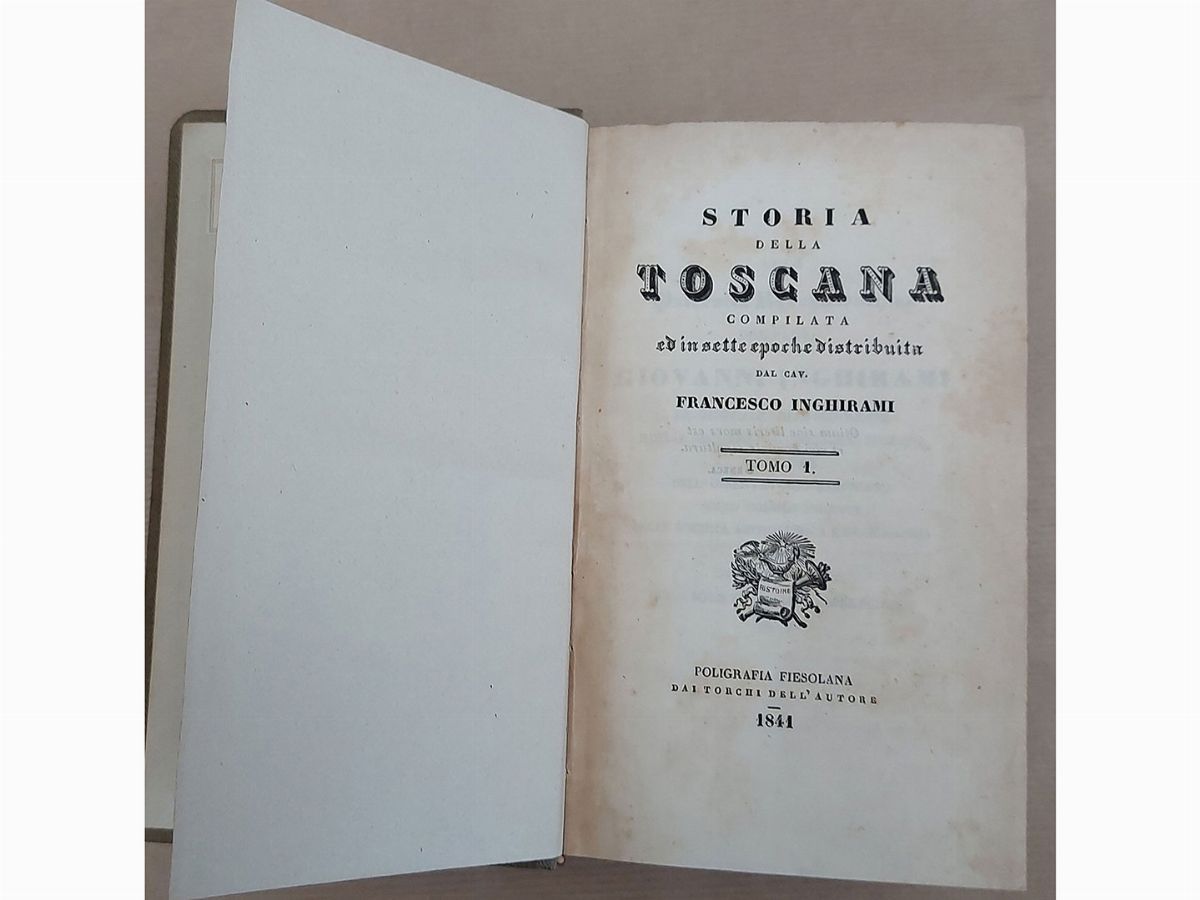 STORIA
DELLA
TOSCANA
COMPILATA
ed in sette epoche distribuita
DAL CAV.
FRANCESCO INGHIRAMI
TOMO 1.
HISTOIRE
POLIGRAFIA FIESOLANA
DAI TORCHI DELL'AUTORE
1841